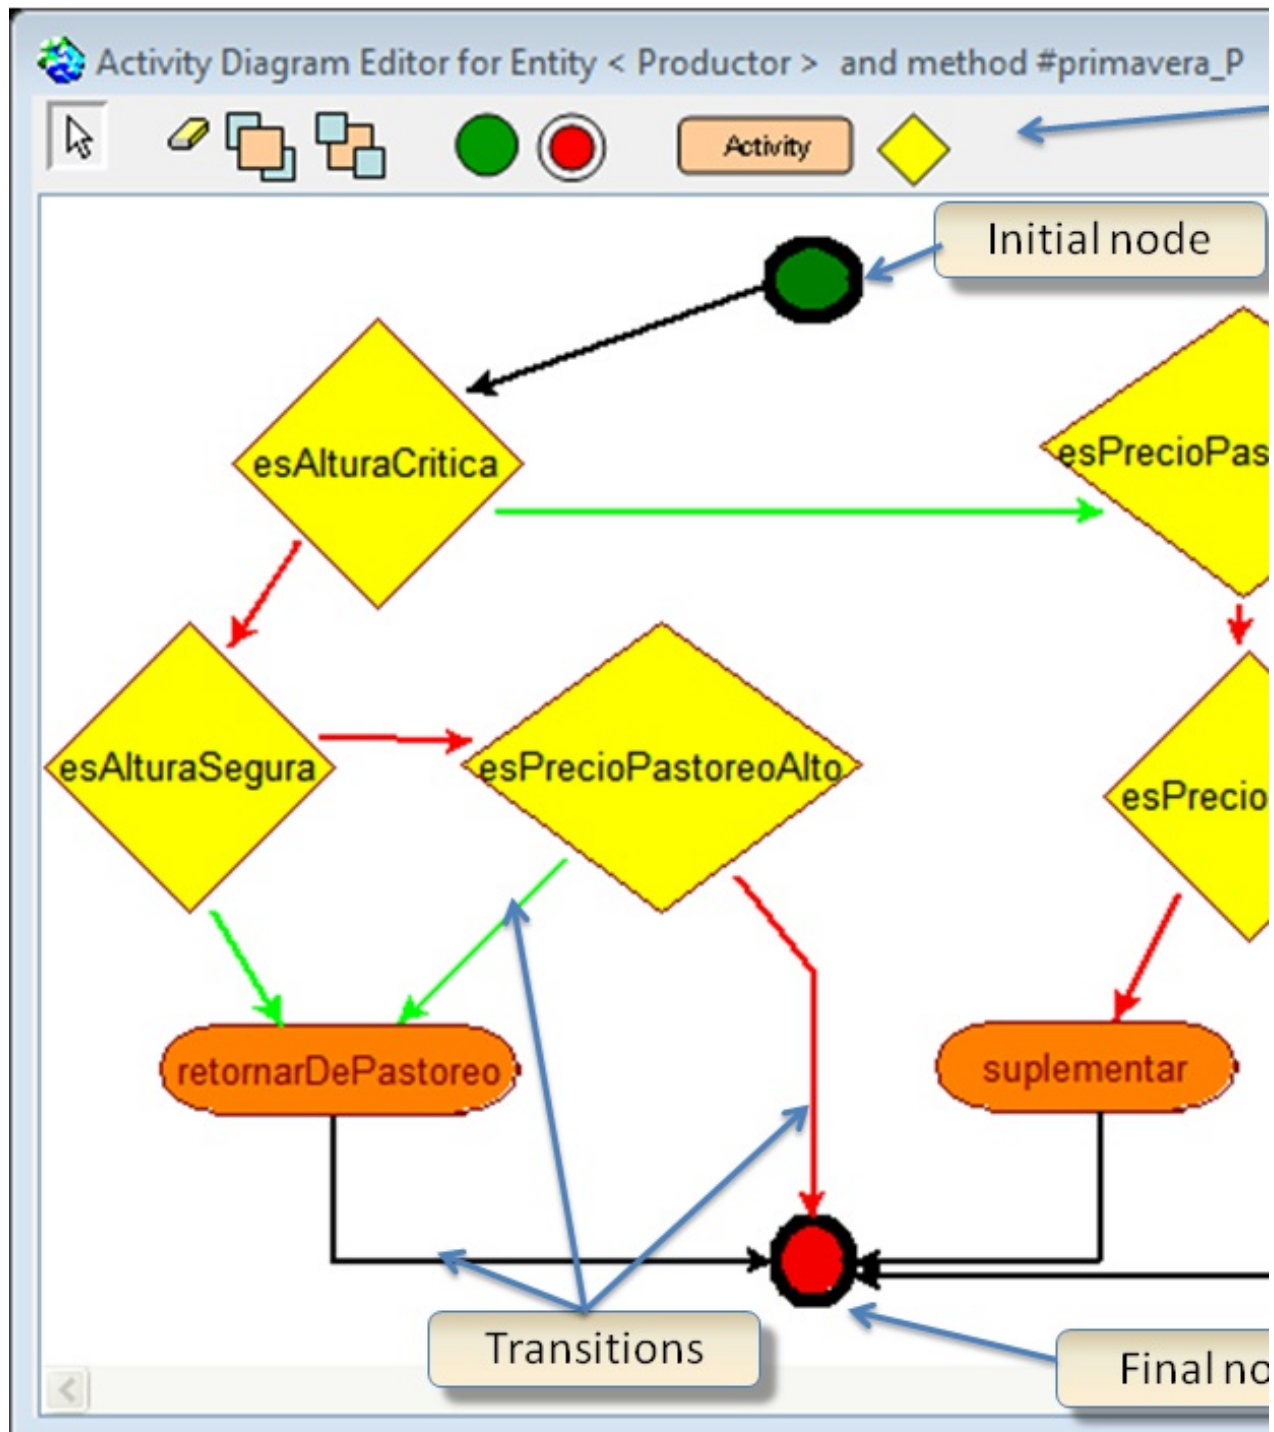 Activity Diagram Editor for Entity < Productor > and method #primavera_P
Activity
Initial node
esAlturaCritica
esPrecioPas
esAlturaSegura
esPrecioPastoreoAlto
esPrecio
retornarDePastoreo
suplementar
Transitions
Final no